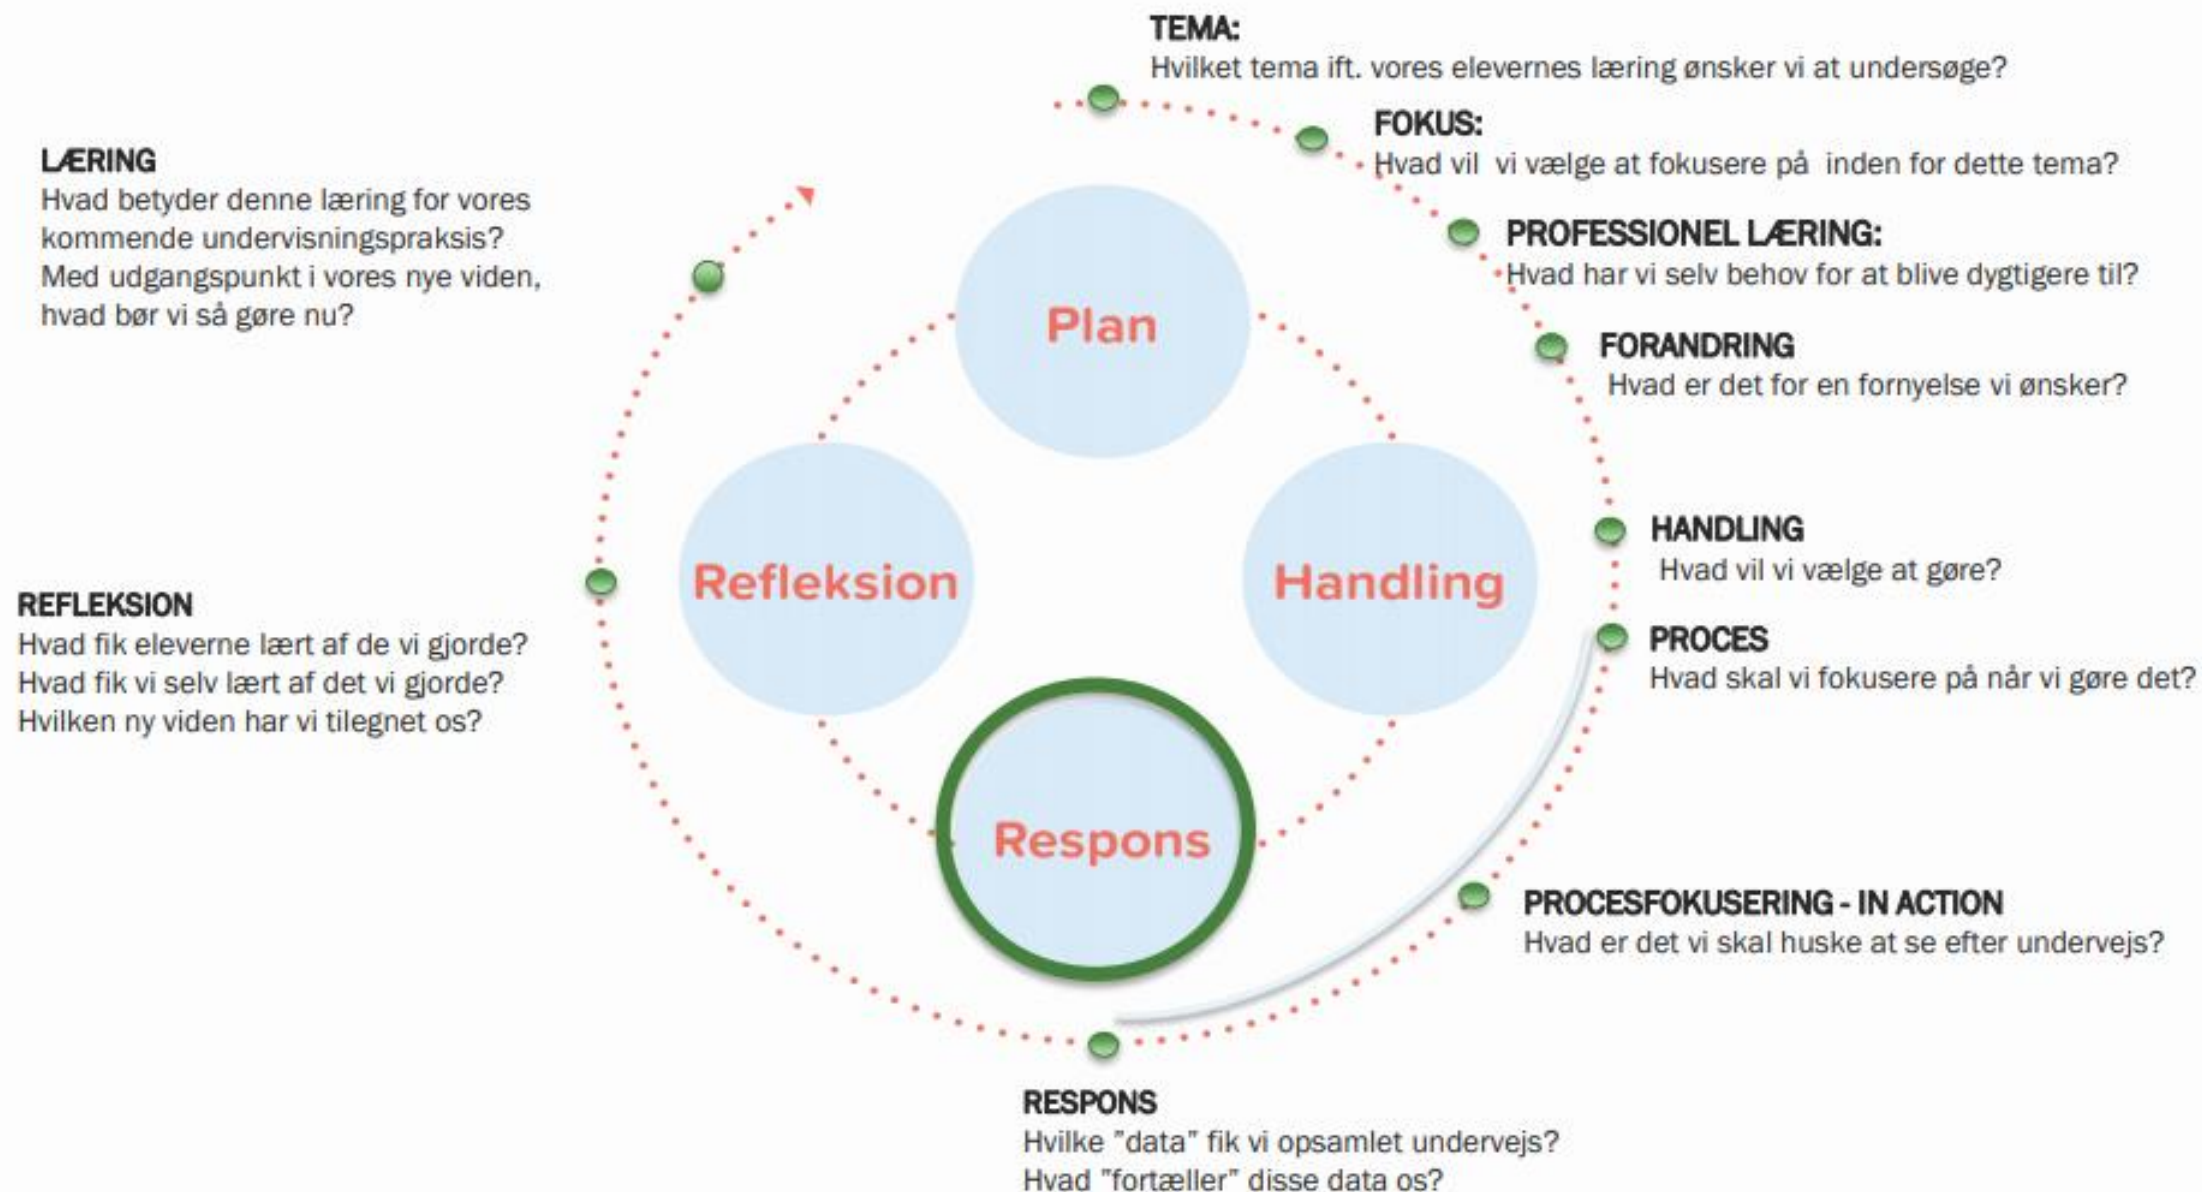 TEMA:
Hvilket tema ift. vores elevernes læring ønsker vi at undersøge?
FOKUS:
Hvad vil vi vælge at fokusere på inden for dette tema?
PROFESSIONEL LÆRING:
Hvad har vi selv behov for at blive dygtigere til?
FORANDRING
Hvad er det for en fornyelse vi ønsker?
HANDLING
Hvad vil vi vælge at gøre?
PROCES
Hvad skal vi fokusere på når vi gøre det?
PROCESFOKUSERING - IN ACTION
Hvad er det vi skal huske at se efter undervejs?
RESPONS
Hvilke "data" fik vi opsamlet undervejs?
Hvad "fortæller" disse data os?
REFLEKSION
Hvad fik eleverne lært af de vi gjorde?
Hvad fik vi selv lært af det vi gjorde?
Hvilken ny viden har vi tilegnet os?
LÆRING
Hvad betyder denne læring for vores
kommende undervisningspraksis?
Med udgangspunkt i vores nye viden,
hvad bør vi så gøre nu?
Plan
Handling
Respons
Refleksion